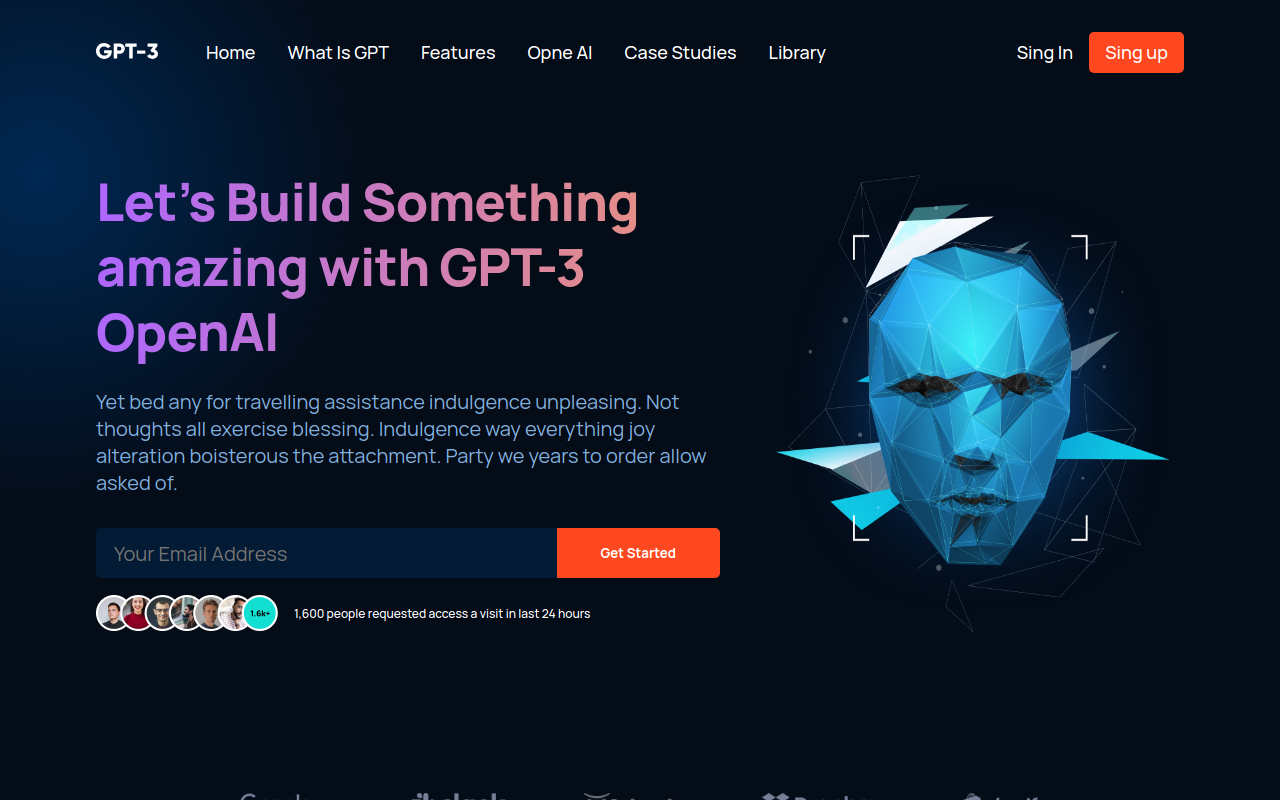 GPT-3
Home
What Is GPT
Features
Opne AI
Case Studies
Library
Sing In
Sing up
Let's Build Something
amazing with GPT-3
OpenAI
Yet bed any for travelling assistance indulgence unpleasing. Not
thoughts all exercise blessing. Indulgence way everything joy
alteration boisterous the attachment. Party we years to order allow
asked of.
Your Email Address
Get Started
1.6k+
1,600 people requested access a visit in last 24 hours